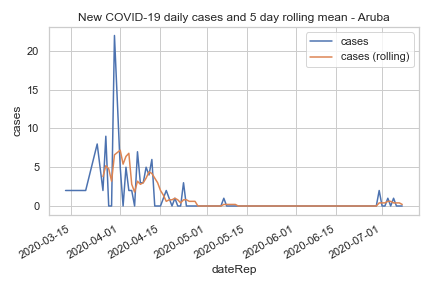 New COVID-19 daily cases and 5 day rolling mean - Aruba
cases
cases (rolling)
cases
20
15
10
5
0
2020-03-15
2020-04-01
2020-04-15
2020-05-01
2020-05-15
2020-06-01
2020-06-15
2020-07-01
dateRep